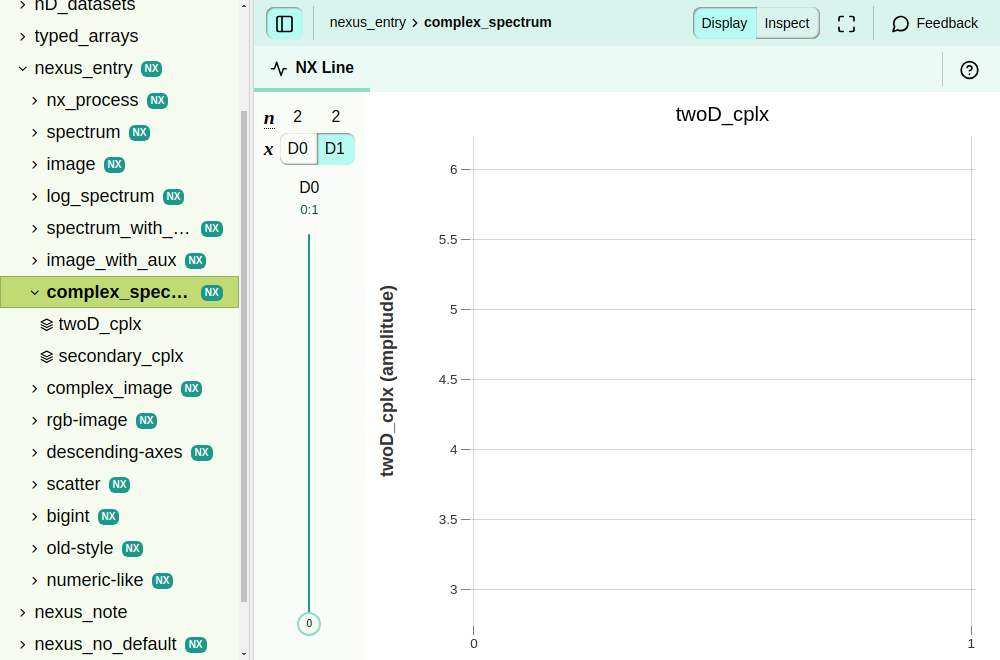 nD_datasets
typed_arrays
nexus_entry NX
nx_process NX
spectrum NX
image NX
log_spectrum NX
spectrum_with_... NX
image_with_aux NX
complex_spec... NX
twoD_cplx
secondary_cplx
complex_image NX
rgb-image NX
descending-axes NX
scatter NX
bigint NX
old-style NX
numeric-like NX
nexus_note
nexus_no_default NX
nexus_entry › complex_spectrum
Display Inspect
Feedback
NX Line
n 2 2
x D0 D1
D0
0:1
0
twoD_cplx
twoD_cplx (amplitude)
6
5.5
5
4.5
4
3.5
3
0 1